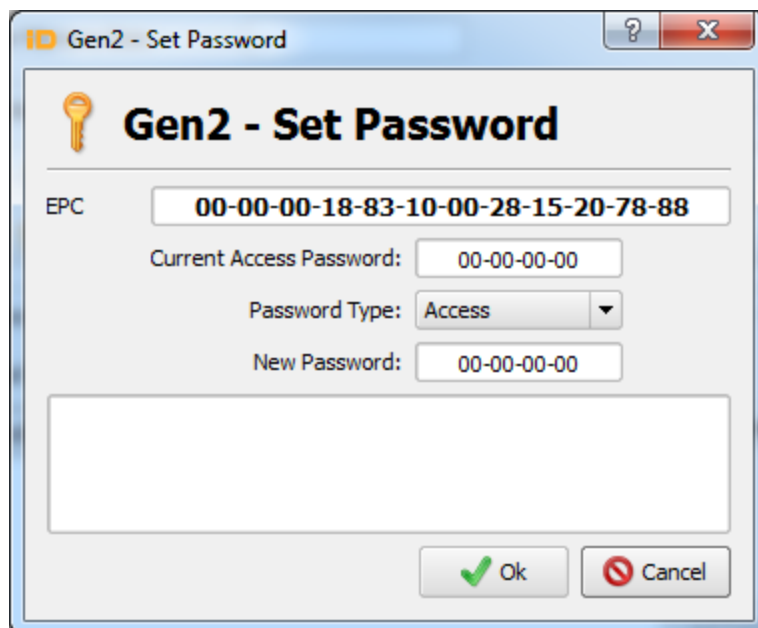 ID Gen2 - Set Password
Gen2 - Set Password
EPC 00-00-00-18-83-10-00-28-15-20-78-88
Current Access Password: 00-00-00-00
Password Type: Access
New Password: 00-00-00-00
Ok Cancel